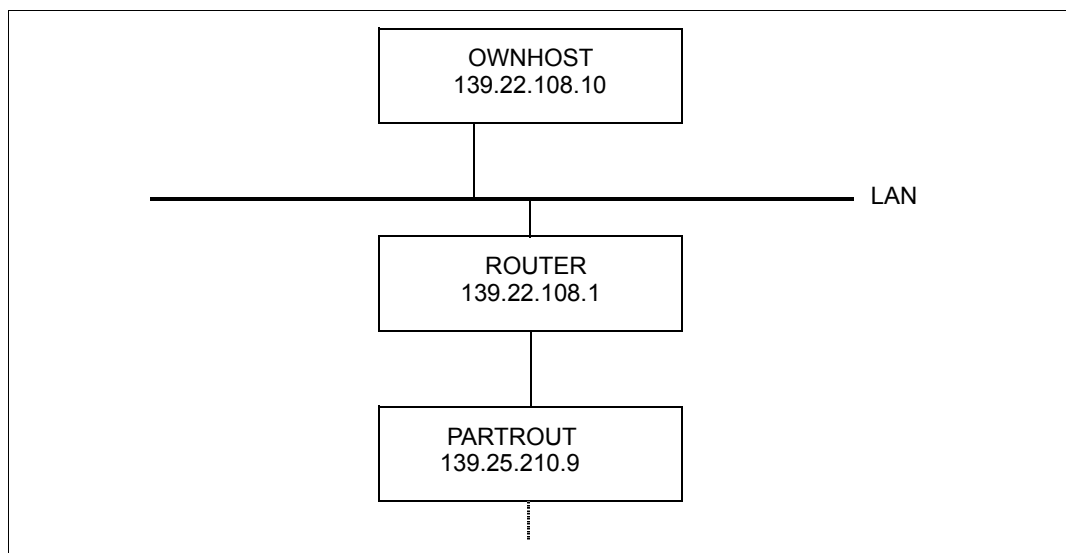 OWNHOST
139.22.108.10
LAN
ROUTER
139.22.108.1
PARTROUT
139.25.210.9